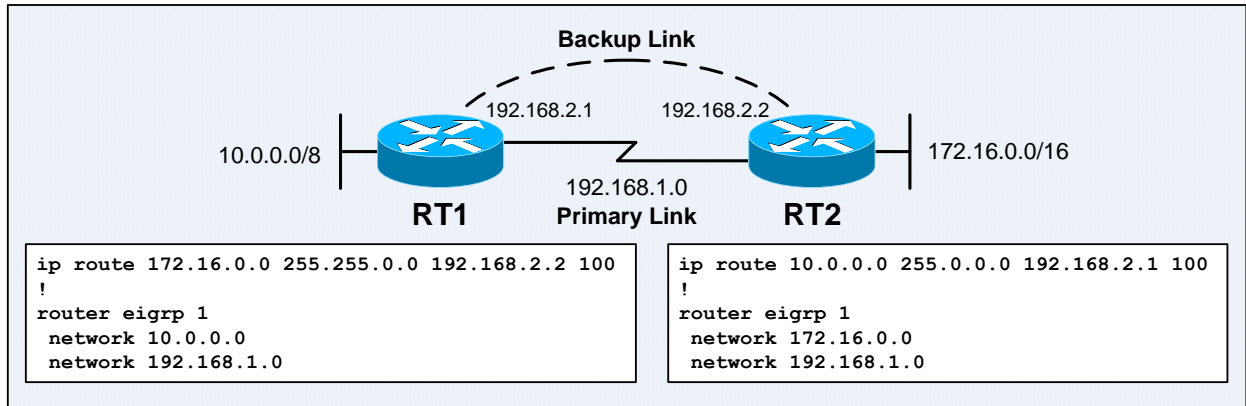 Backup Link
192.168.2.1
192.168.2.2
10.0.0.0/8
172.16.0.0/16
192.168.1.0
RT1
Primary Link
RT2
ip route 172.16.0.0 255.255.0.0 192.168.2.2 100
!
router eigrp 1
network 10.0.0.0
network 192.168.1.0
ip route 10.0.0.0 255.0.0.0 192.168.2.1 100
!
router eigrp 1
network 172.16.0.0
network 192.168.1.0